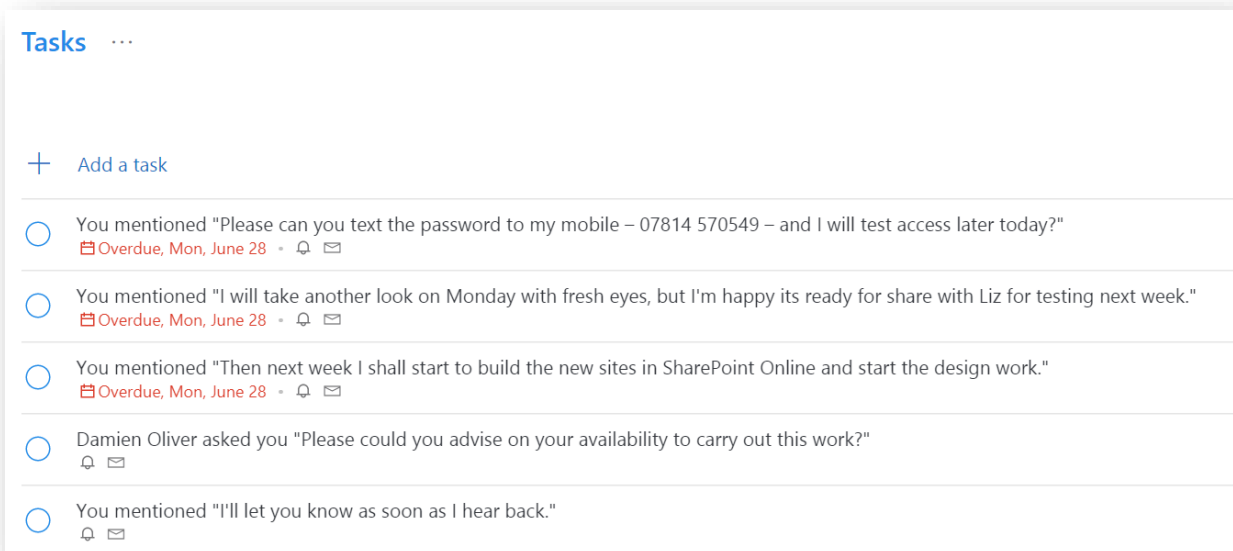 Tasks ...
Add a task
You mentioned "Please can you text the password to my mobile – 07814 570549 – and I will test access later today?"
Overdue, Mon, June 28
You mentioned "I will take another look on Monday with fresh eyes, but I'm happy its ready for share with Liz for testing next week."
Overdue, Mon, June 28
You mentioned "Then next week I shall start to build the new sites in SharePoint Online and start the design work."
Overdue, Mon, June 28
Damien Oliver asked you "Please could you advise on your availability to carry out this work?"
You mentioned "I'll let you know as soon as I hear back."